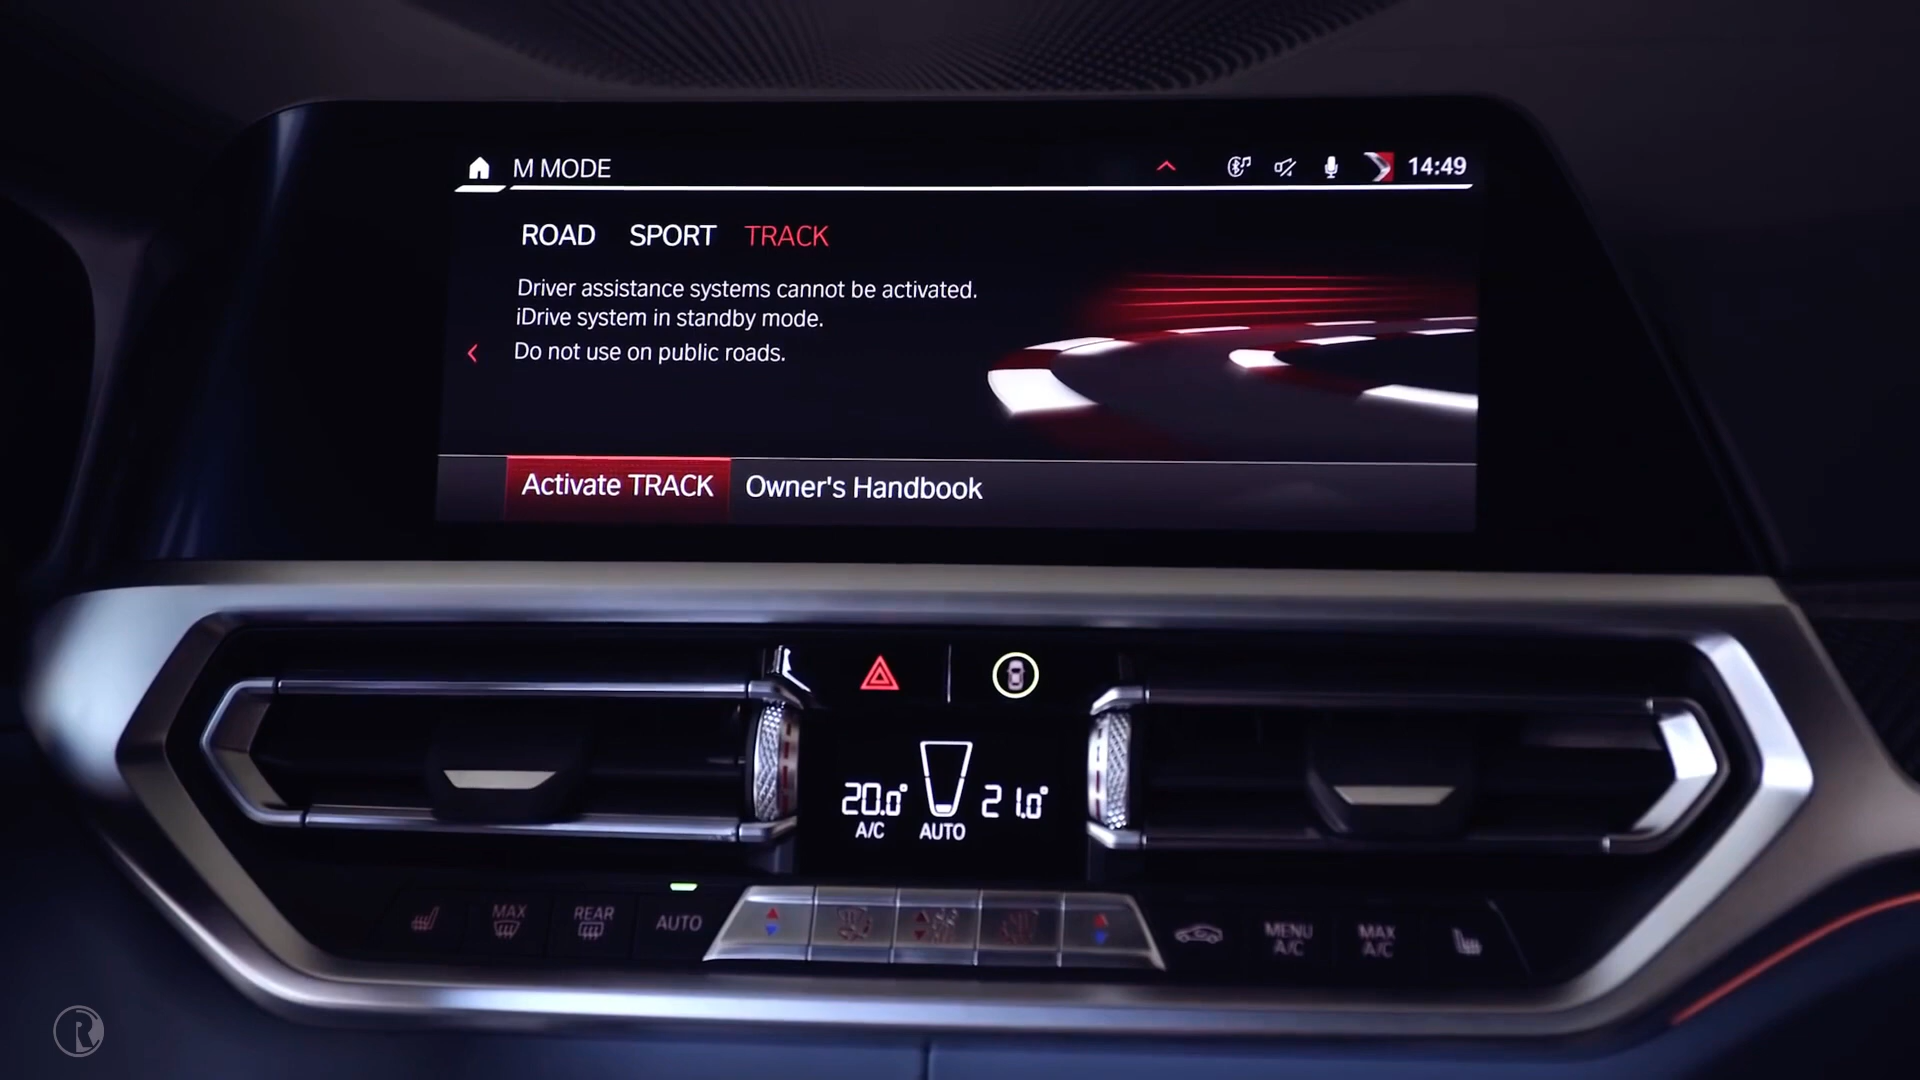 M MODE
14:49
ROAD SPORT TRACK
Driver assistance systems cannot be activated.
iDrive system in standby mode.
Do not use on public roads.
Activate TRACK Owner's Handbook
20.0° 21.0°
A/C AUTO
MAX REAR AUTO
MENU A/C
MAX A/C
R